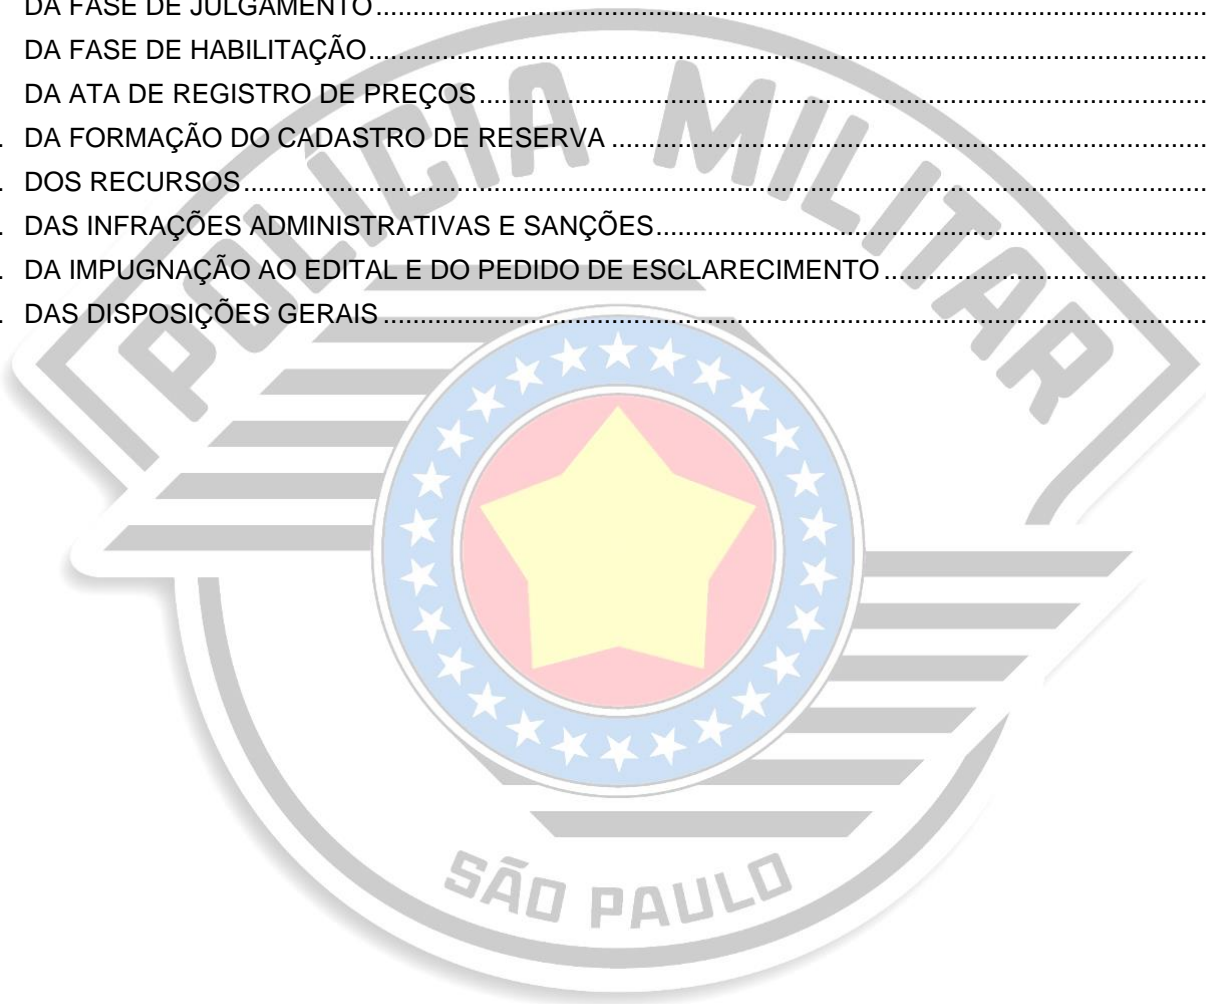 DA FASE DE JULGAMENTO
DA FASE DE HABILITAÇÃO
DA ATA DE REGISTRO DE PREÇOS
. DA FORMAÇÃO DO CADASTRO DE RESERVA
. DOS RECURSOS
. DAS INFRAÇÕES ADMINISTRATIVAS E SANÇÕES
. DA IMPUGNAÇÃO AO EDITAL E DO PEDIDO DE ESCLARECIMENTO
. DAS DISPOSIÇÕES GERAIS
POLÍCIA MILITAR
SÃO PAULO